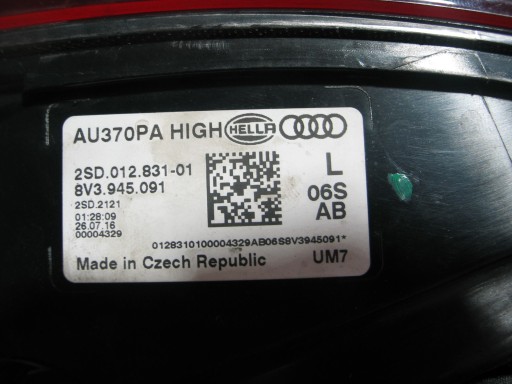 AU370PA HIGH HELLA
2SD.012.831-01
8V3.945.091
2SD.2121
01:28:09
26.07.16
00004329
L
06S
AB
0128310100004329AB06S8V3945091*
Made in Czech Republic
UM7